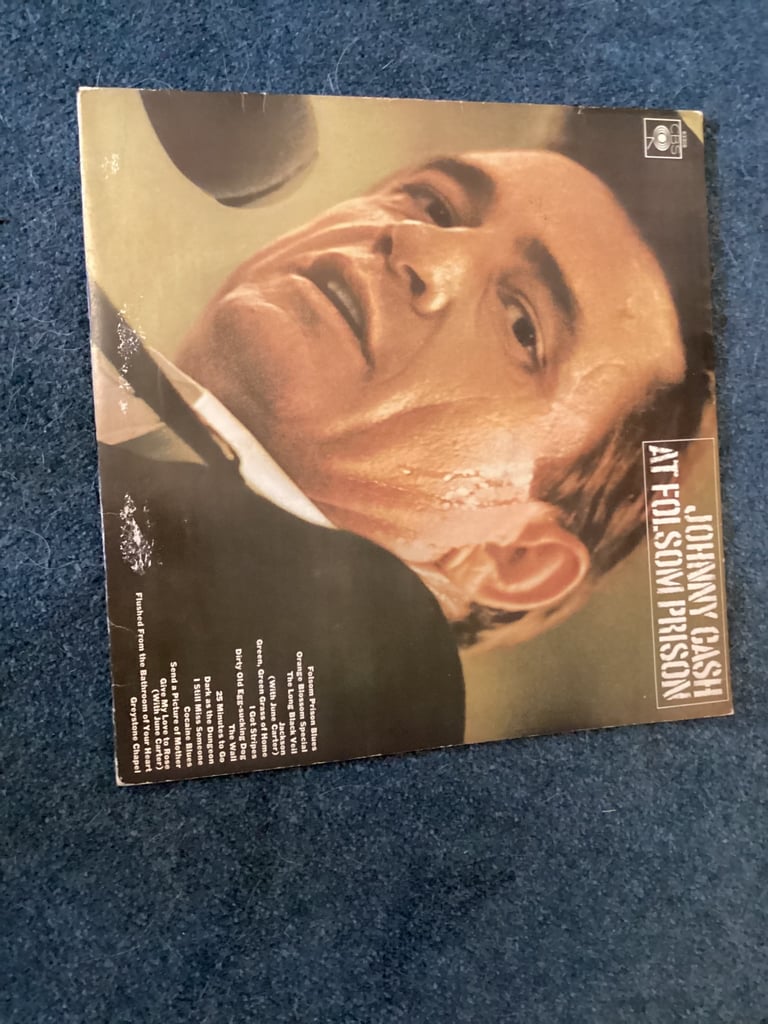 CBS
JOHNNY CASH
AT FOLSOM PRISON
Folsom Prison Blues
Orange Blossom Special
The Long Black Veil
Jackson
(With June Carter)
I Got Stripes
Green, Green Grass of Home
The Wall
Dirty Old Egg-sucking Dog
25 Minutes to Go
Dark as the Dungeon
I Still Miss Someone
Cocaine Blues
Send a Picture of Mother
Give My Love to Rose
(With June Carter)
Flushed From the Bathroom of Your Heart
Greystone Chapel